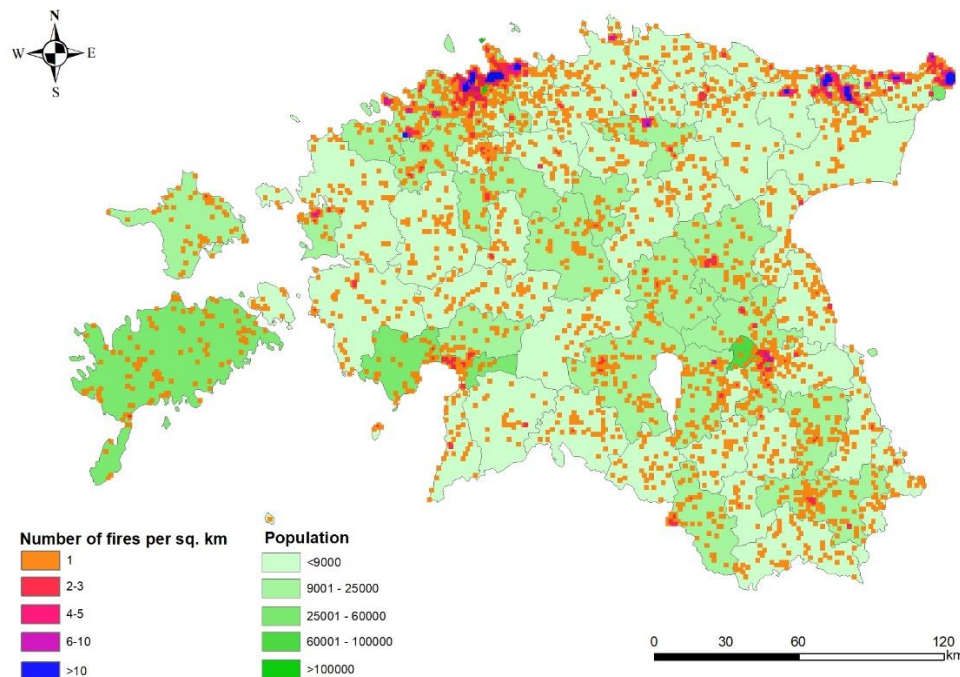 N
W E
S
Number of fires per sq. km
1
2-3
4-5
6-10
>10
Population
<9000
9001 - 25000
25001 - 60000
60001 - 100000
>100000
0 30 60 120
km